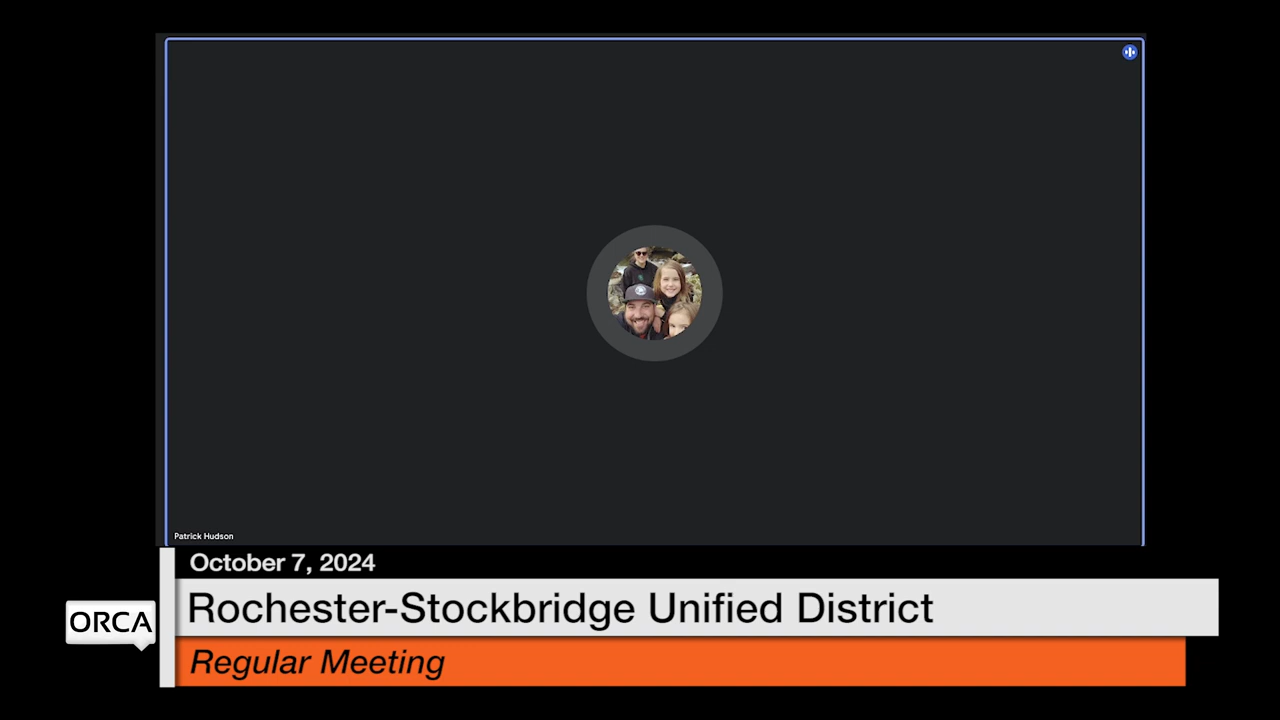 Patrick Hudson
October 7, 2024
Rochester-Stockbridge Unified District
ORCA
Regular Meeting